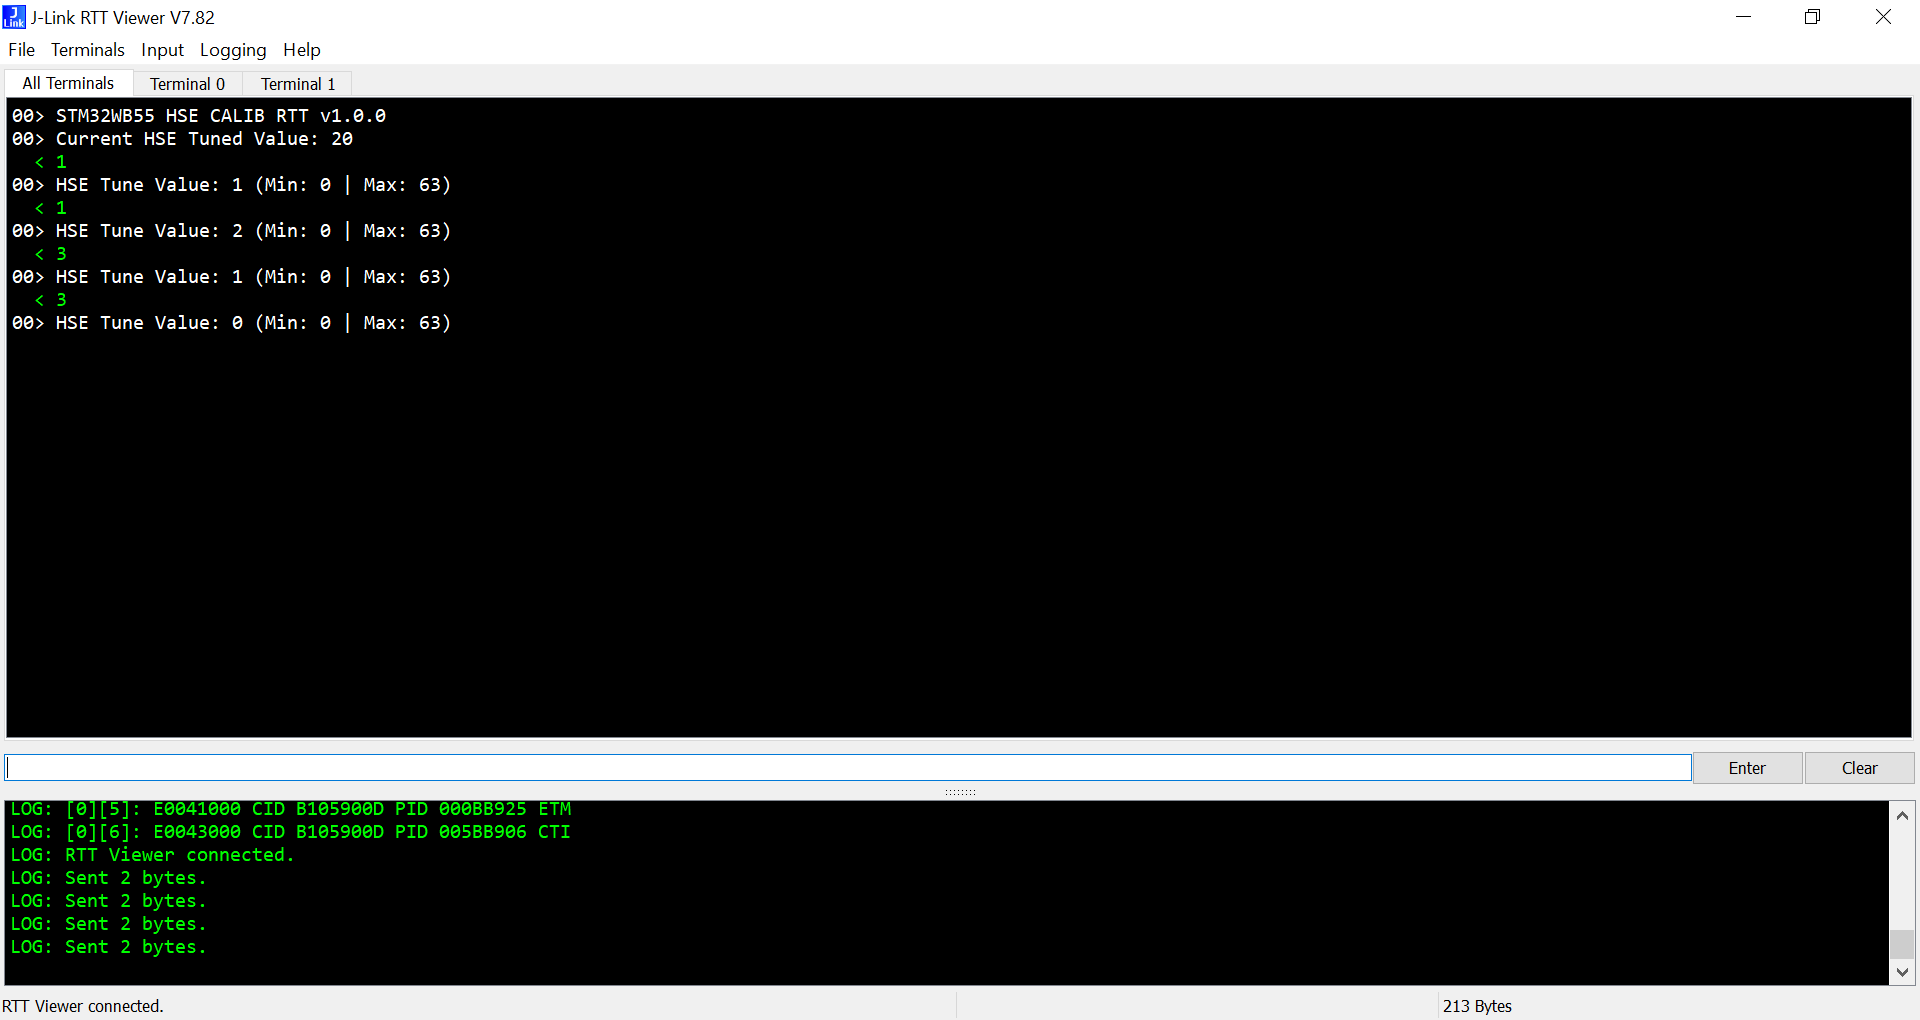 J-Link RTT Viewer V7.82
File Terminals Input Logging Help
All Terminals Terminal 0 Terminal 1
00> STM32WB55 HSE CALIB RTT v1.0.0
00> Current HSE Tuned Value: 20
< 1
00> HSE Tune Value: 1 (Min: 0 | Max: 63)
< 1
00> HSE Tune Value: 2 (Min: 0 | Max: 63)
< 3
00> HSE Tune Value: 1 (Min: 0 | Max: 63)
< 3
00> HSE Tune Value: 0 (Min: 0 | Max: 63)
Enter Clear
LOG: [0][5]: E0041000 CID B105900D PID 000BB925 ETM
LOG: [0][6]: E0043000 CID B105900D PID 005BB906 CTI
LOG: RTT Viewer connected.
LOG: Sent 2 bytes.
LOG: Sent 2 bytes.
LOG: Sent 2 bytes.
LOG: Sent 2 bytes.
RTT Viewer connected. 213 Bytes